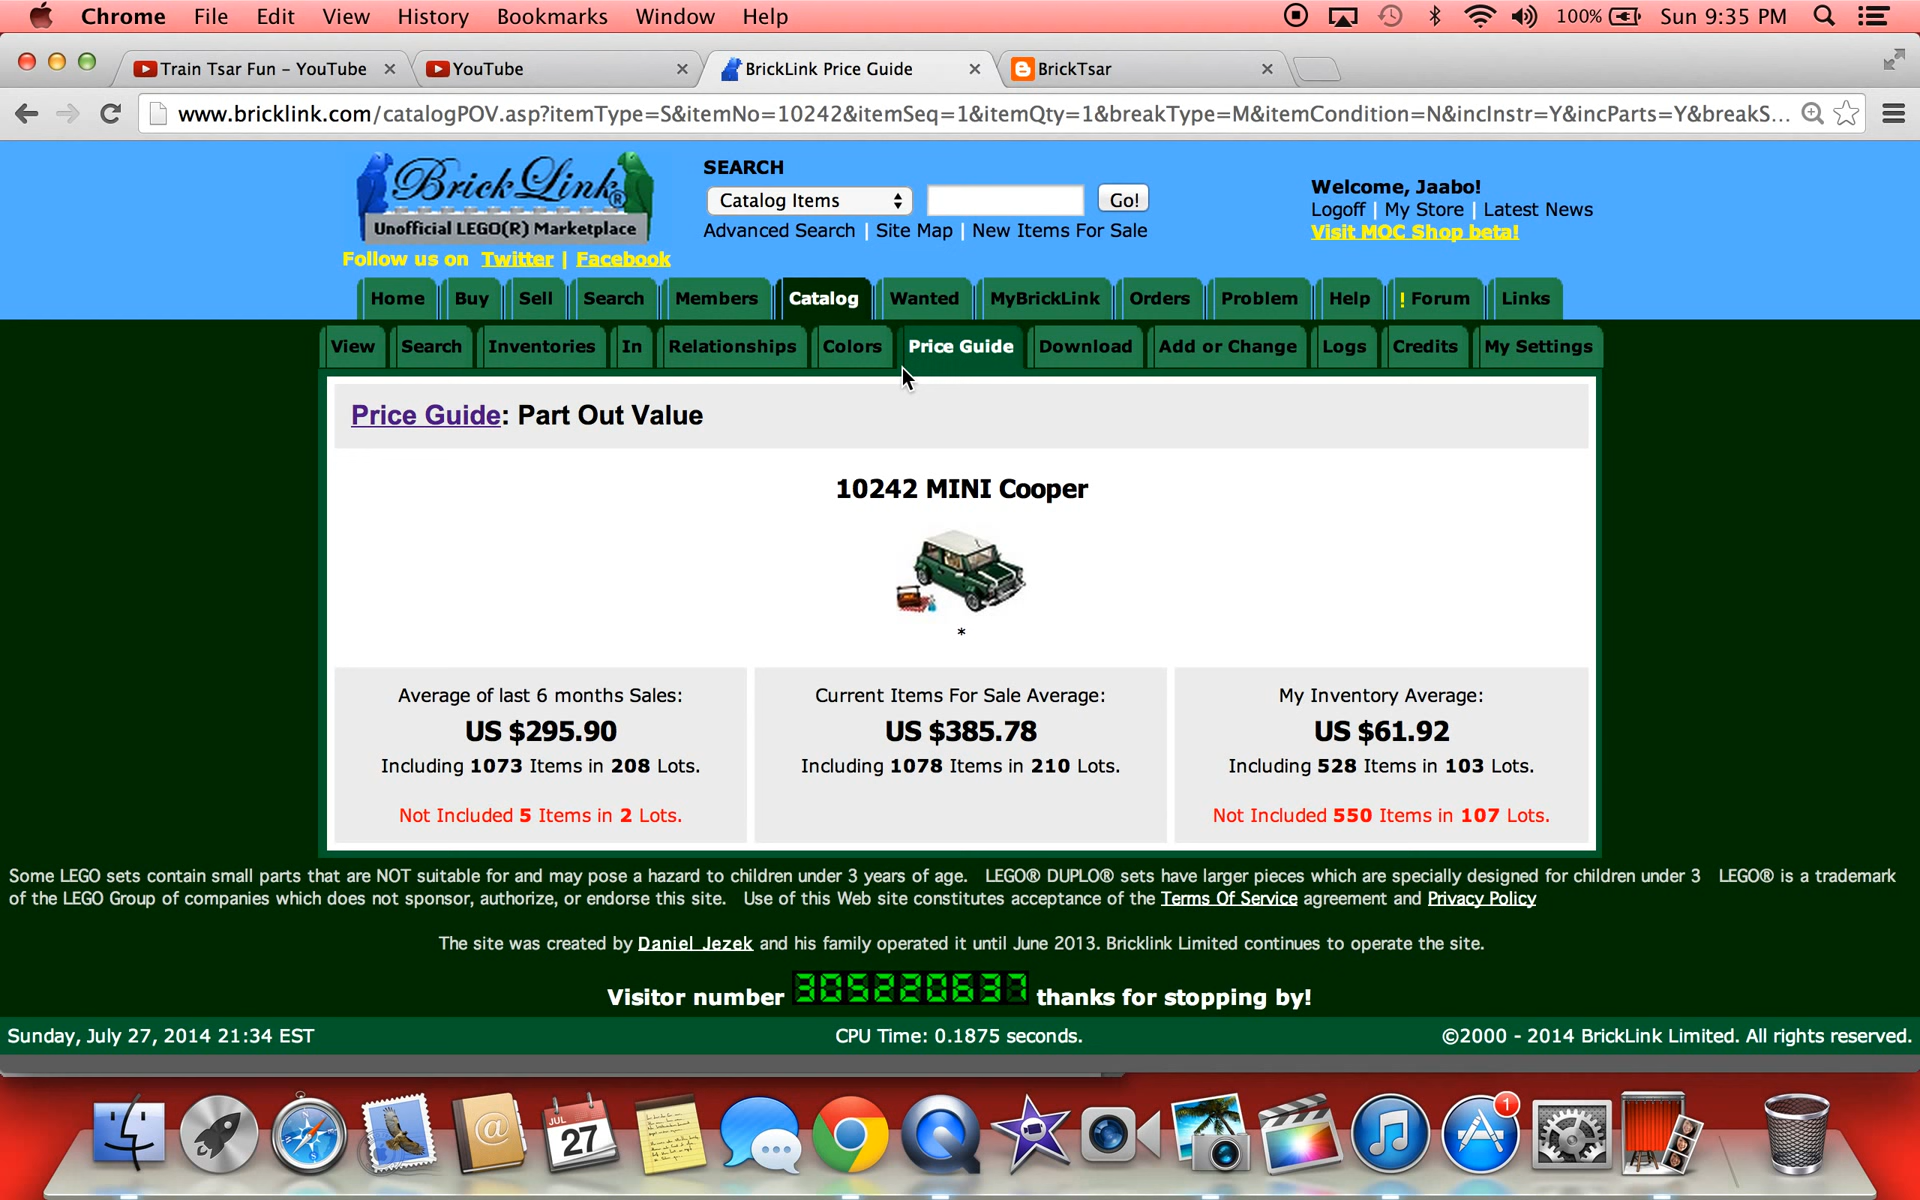 Chrome File Edit View History Bookmarks Window Help 100% Sun 9:35 PM
Train Tsar Fun - YouTube YouTube BrickLink Price Guide BrickTsar
www.bricklink.com/catalogPOV.asp?itemType=S&itemNo=10242&itemSeq=1&itemQty=1&breakType=M&itemCondition=N&incInstr=Y&incParts=Y&breakS...
BrickLink®
Unofficial LEGO(R) Marketplace
Follow us on Twitter | Facebook
SEARCH
Catalog Items Go!
Advanced Search | Site Map | New Items For Sale
Welcome, Jaabo!
Logoff | My Store | Latest News
Visit MOC Shop beta!
Home Buy Sell Search Members Catalog Wanted MyBrickLink Orders Problem Help ! Forum Links
View Search Inventories In Relationships Colors Price Guide Download Add or Change Logs Credits My Settings
Price Guide: Part Out Value
10242 MINI Cooper
*
Average of last 6 months Sales:
US $295.90
Including 1073 Items in 208 Lots.
Not Included 5 Items in 2 Lots.
Current Items For Sale Average:
US $385.78
Including 1078 Items in 210 Lots.
My Inventory Average:
US $61.92
Including 528 Items in 103 Lots.
Not Included 550 Items in 107 Lots.
Some LEGO sets contain small parts that are NOT suitable for and may pose a hazard to children under 3 years of age. LEGO® DUPLO® sets have larger pieces which are specially designed for children under 3 LEGO® is a trademark
of the LEGO Group of companies which does not sponsor, authorize, or endorse this site. Use of this Web site constitutes acceptance of the Terms Of Service agreement and Privacy Policy
The site was created by Daniel Jezek and his family operated it until June 2013. Bricklink Limited continues to operate the site.
Visitor number 305220637 thanks for stopping by!
Sunday, July 27, 2014 21:34 EST CPU Time: 0.1875 seconds. ©2000 - 2014 BrickLink Limited. All rights reserved.
JUL
27
@
1